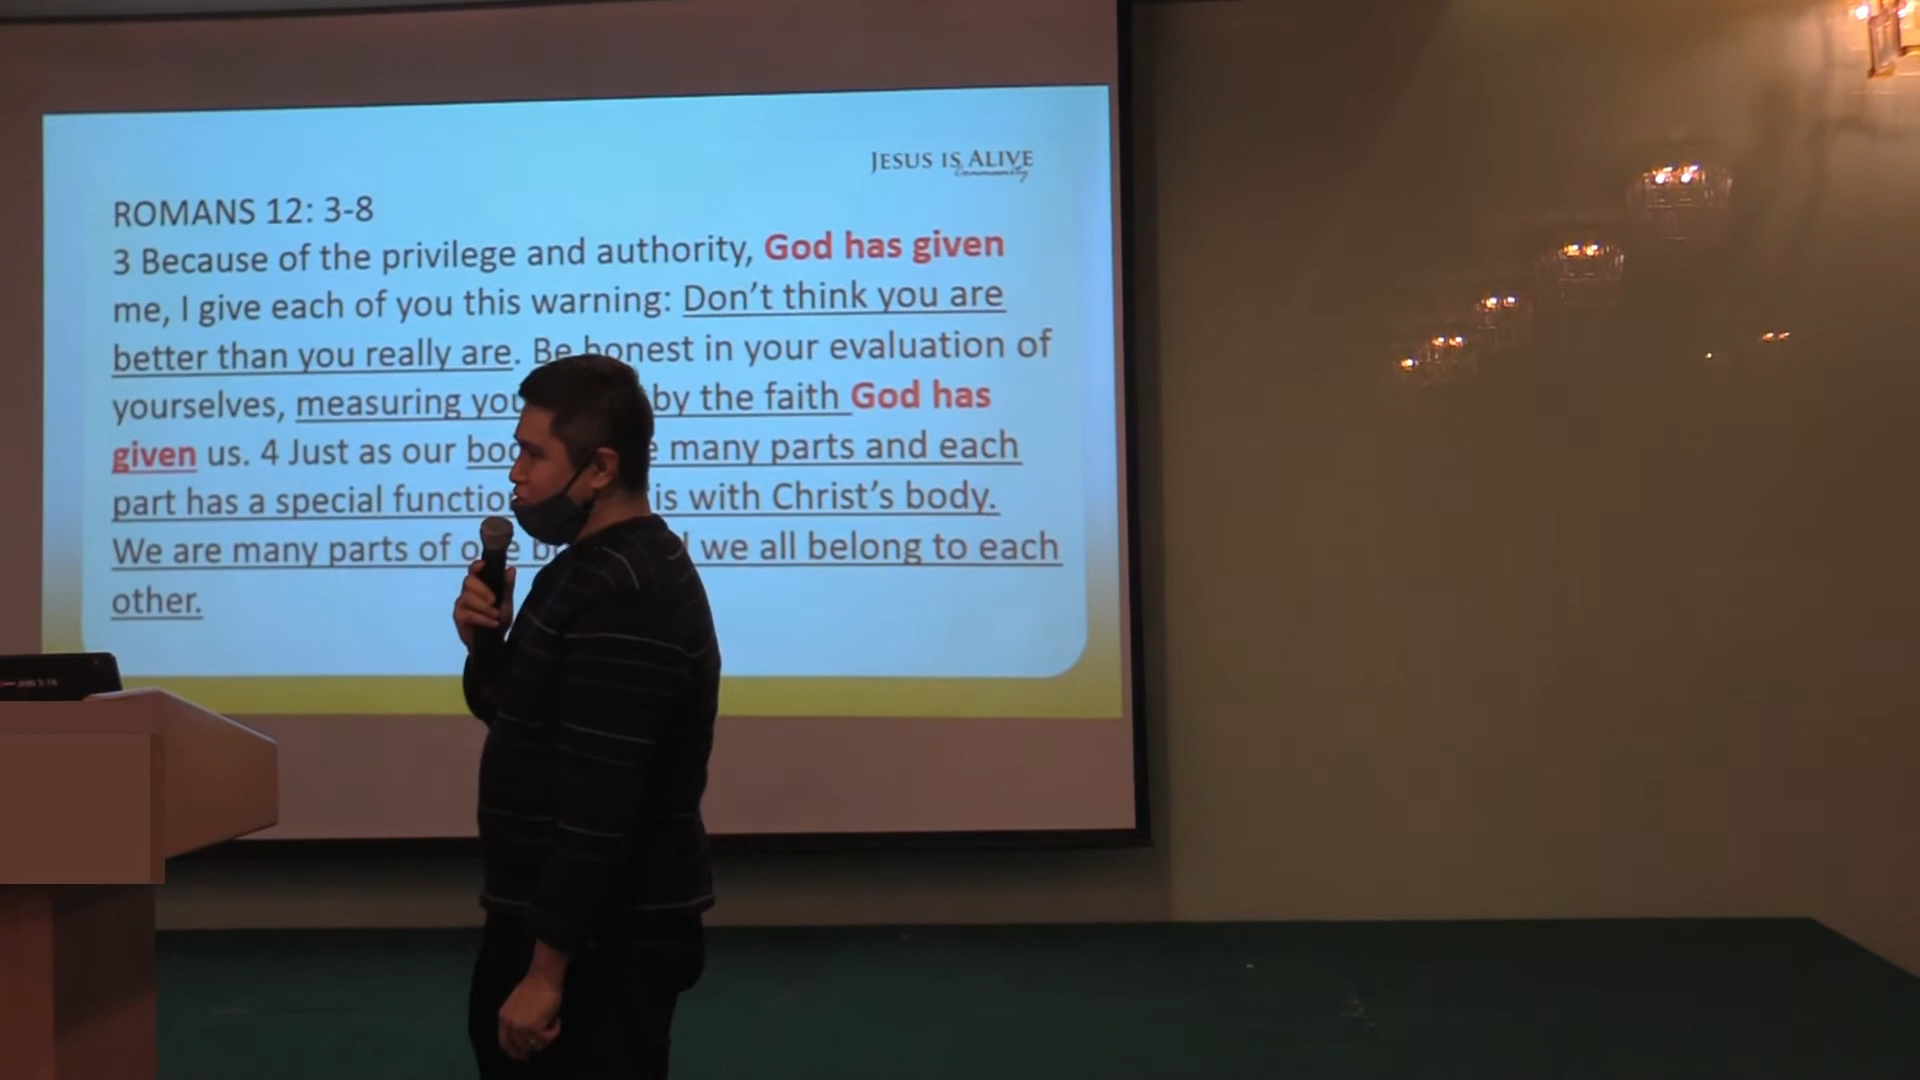 JESUS IS ALIVE
Community
ROMANS 12: 3-8
3 Because of the privilege and authority, God has given
me, I give each of you this warning: Don't think you are
better than you really are. Be honest in your evaluation of
yourselves, measuring by the faith God has
given us. 4 Just as our many parts and each
part has a special is with Christ's body.
We are many parts of we all belong to each
other.